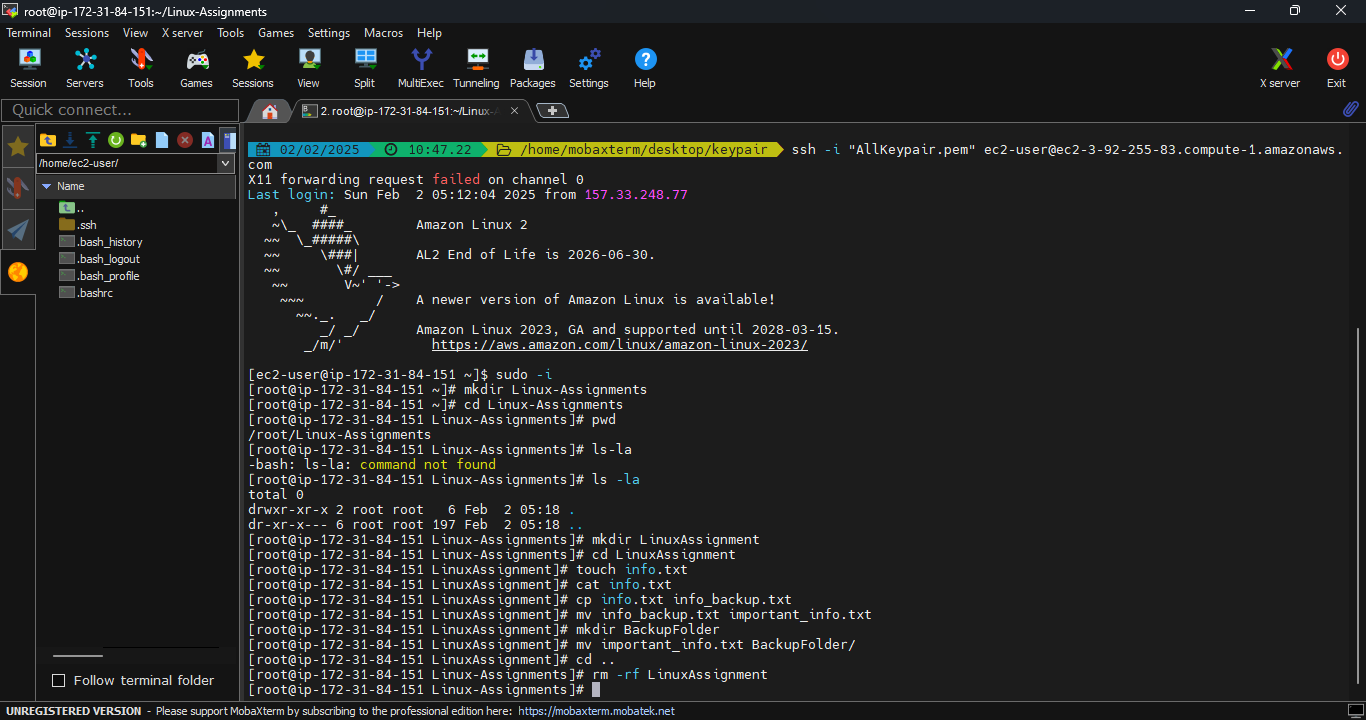 root@ip-172-31-84-151:~/Linux-Assignments
Terminal Sessions View X server Tools Games Settings Macros Help
Session Servers Tools Games Sessions View Split MultiExec Tunneling Packages Settings Help X server Exit
Quick connect...
2. root@ip-172-31-84-151:~/Linux-
/home/ec2-user/
Name
..
.ssh
.bash_history
.bash_logout
.bash_profile
.bashrc
Follow terminal folder
02/02/2025 10:47.22 /home/mobaxterm/desktop/keypair ssh -i "AllKeypair.pem" ec2-user@ec2-3-92-255-83.compute-1.amazonaws.
com
X11 forwarding request failed on channel 0
Last login: Sun Feb  2 05:12:04 2025 from 157.33.248.77
   ,     #_
   ~\_  ####_        Amazon Linux 2
  ~~  \_#####\
  ~~     \###|       AL2 End of Life is 2026-06-30.
  ~~       \#/ ___
   ~~       V~' '->
    ~~~         /    A newer version of Amazon Linux is available!
      ~~._.   _/
         _/ _/       Amazon Linux 2023, GA and supported until 2028-03-15.
       _/m/'           https://aws.amazon.com/linux/amazon-linux-2023/
[ec2-user@ip-172-31-84-151 ~]$ sudo -i
[root@ip-172-31-84-151 ~]# mkdir Linux-Assignments
[root@ip-172-31-84-151 ~]# cd Linux-Assignments
[root@ip-172-31-84-151 Linux-Assignments]# pwd
/root/Linux-Assignments
[root@ip-172-31-84-151 Linux-Assignments]# ls-la
-bash: ls-la: command not found
[root@ip-172-31-84-151 Linux-Assignments]# ls -la
total 0
drwxr-xr-x 2 root root   6 Feb  2 05:18 .
dr-xr-x--- 6 root root 197 Feb  2 05:18 ..
[root@ip-172-31-84-151 Linux-Assignments]# mkdir LinuxAssignment
[root@ip-172-31-84-151 Linux-Assignments]# cd LinuxAssignment
[root@ip-172-31-84-151 LinuxAssignment]# touch info.txt
[root@ip-172-31-84-151 LinuxAssignment]# cat info.txt
[root@ip-172-31-84-151 LinuxAssignment]# cp info.txt info_backup.txt
[root@ip-172-31-84-151 LinuxAssignment]# mv info_backup.txt important_info.txt
[root@ip-172-31-84-151 LinuxAssignment]# mkdir BackupFolder
[root@ip-172-31-84-151 LinuxAssignment]# mv important_info.txt BackupFolder/
[root@ip-172-31-84-151 LinuxAssignment]# cd ..
[root@ip-172-31-84-151 Linux-Assignments]# rm -rf LinuxAssignment
[root@ip-172-31-84-151 Linux-Assignments]#
UNREGISTERED VERSION - Please support MobaXterm by subscribing to the professional edition here: https://mobaxterm.mobatek.net